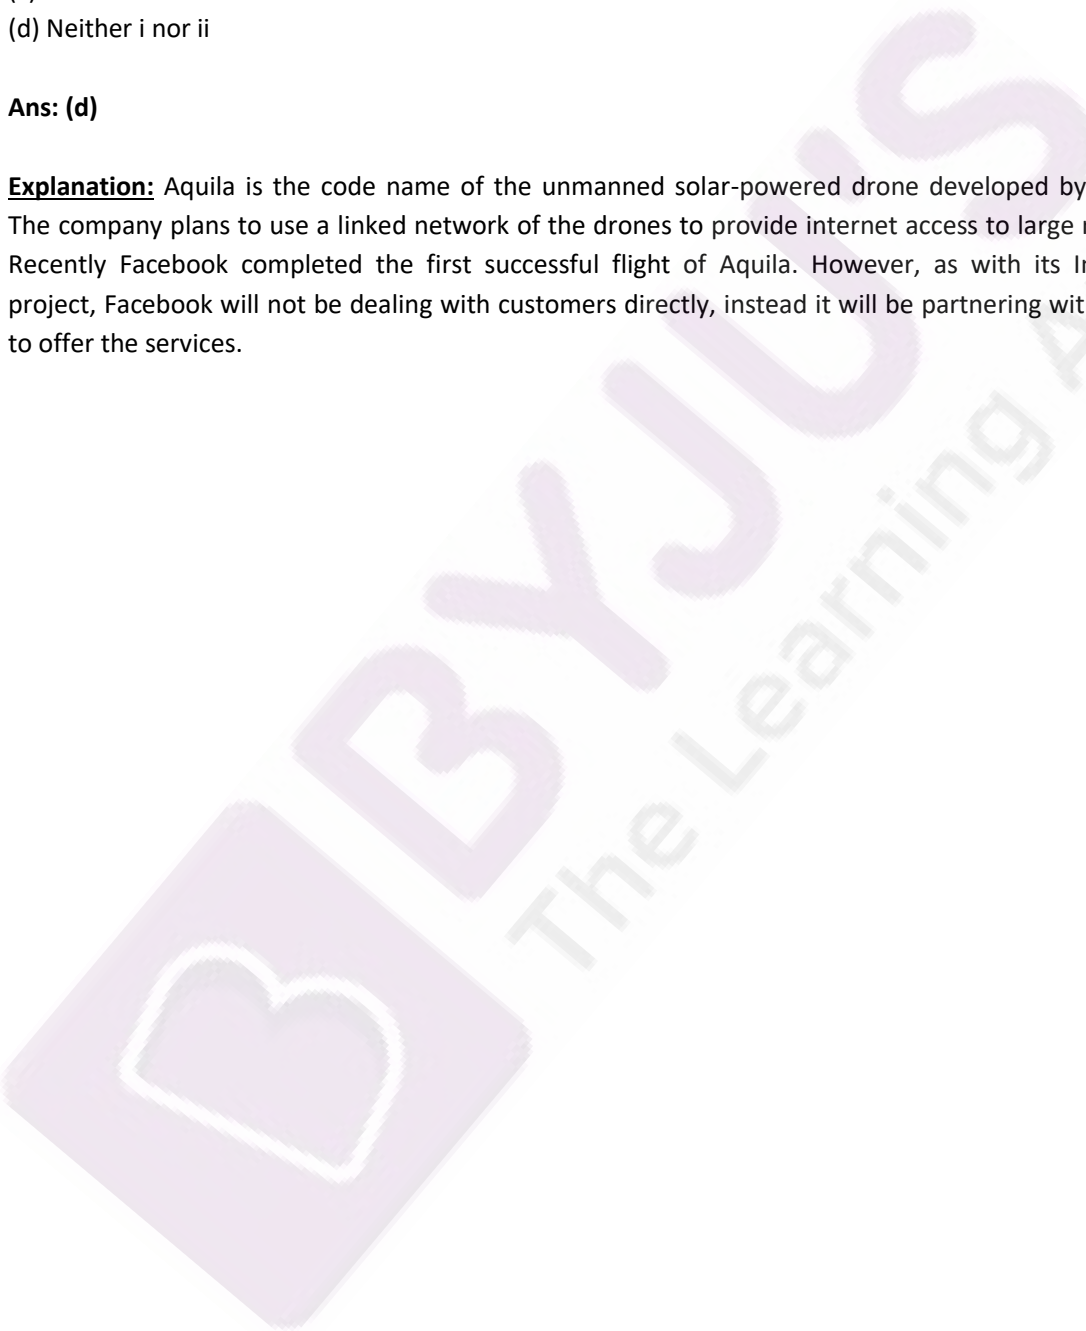 (d) Neither i nor ii
Ans: (d)
Explanation: Aquila is the code name of the unmanned solar-powered drone developed by
The company plans to use a linked network of the drones to provide internet access to large
Recently Facebook completed the first successful flight of Aquila. However, as with its
project, Facebook will not be dealing with customers directly, instead it will be partnering
to offer the services.
BYJU'S
The Learning